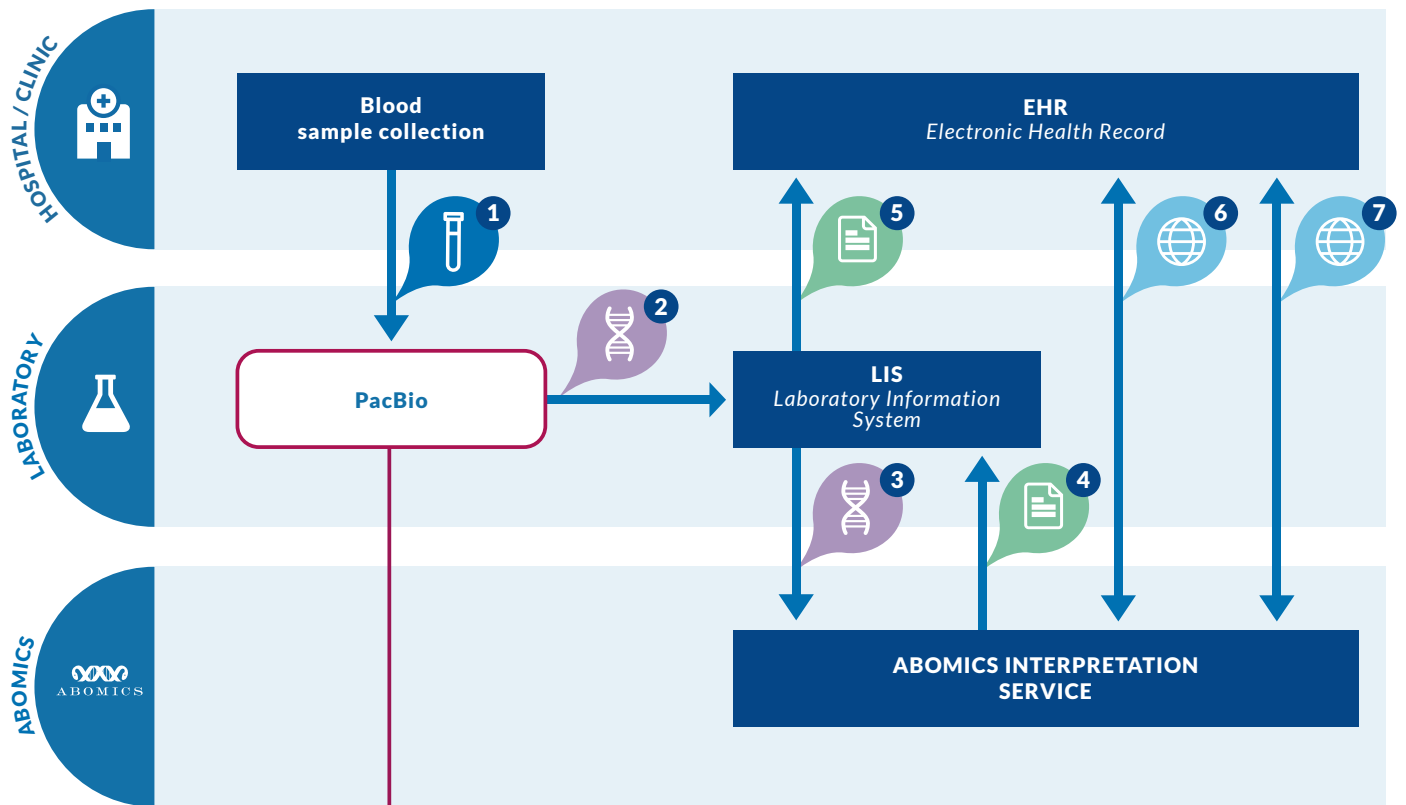 HOSPITAL / CLINIC
Blood
sample collection
EHR
Electronic Health Record
1
5
6
7
LABORATORY
2
PacBio
LIS
Laboratory Information
System
3
4
ABOMICS
ABOMICS
ABOMICS INTERPRETATION
SERVICE